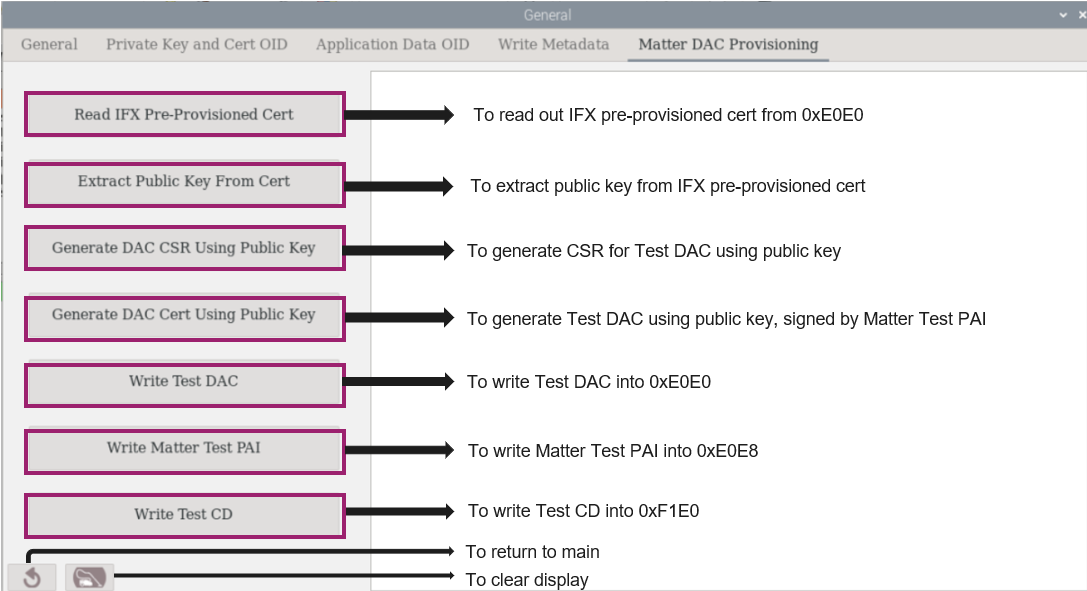 General
General Private Key and Cert OID Application Data OID Write Metadata Matter DAC Provisioning
Read IFX Pre-Provisioned Cert To read out IFX pre-provisioned cert from 0xE0E0
Extract Public Key From Cert To extract public key from IFX pre-provisioned cert
Generate DAC CSR Using Public Key To generate CSR for Test DAC using public key
Generate DAC Cert Using Public Key To generate Test DAC using public key, signed by Matter Test PAI
Write Test DAC To write Test DAC into 0xE0E0
Write Matter Test PAI To write Matter Test PAI into 0xE0E8
Write Test CD To write Test CD into 0xF1E0
To return to main
To clear display